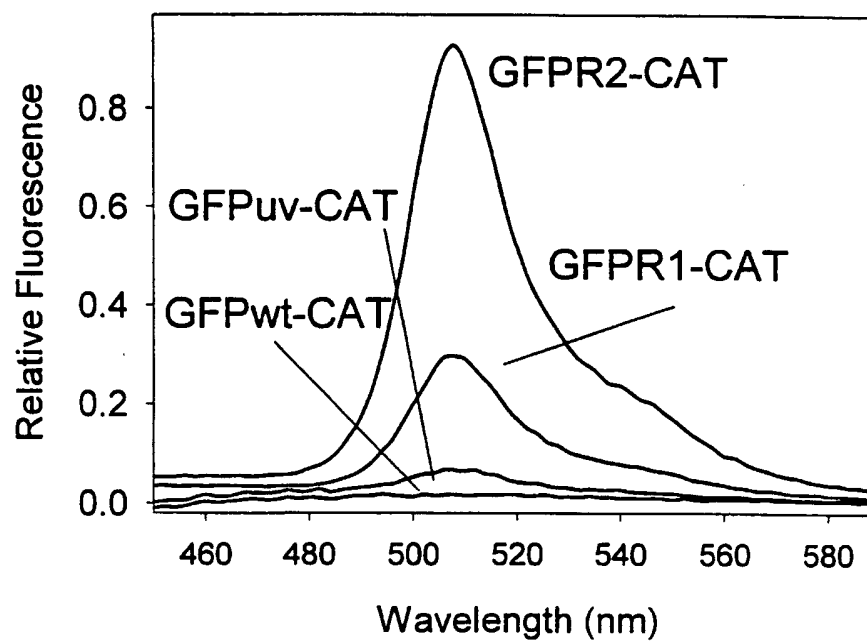 GFPR2-CAT
0.8
GFPuv-CAT
0.6
GFPR1-CAT
0.4
GFPwt-CAT
0.2
0.0
Relative Fluorescence
460 480 500 520 540 560 580
Wavelength (nm)